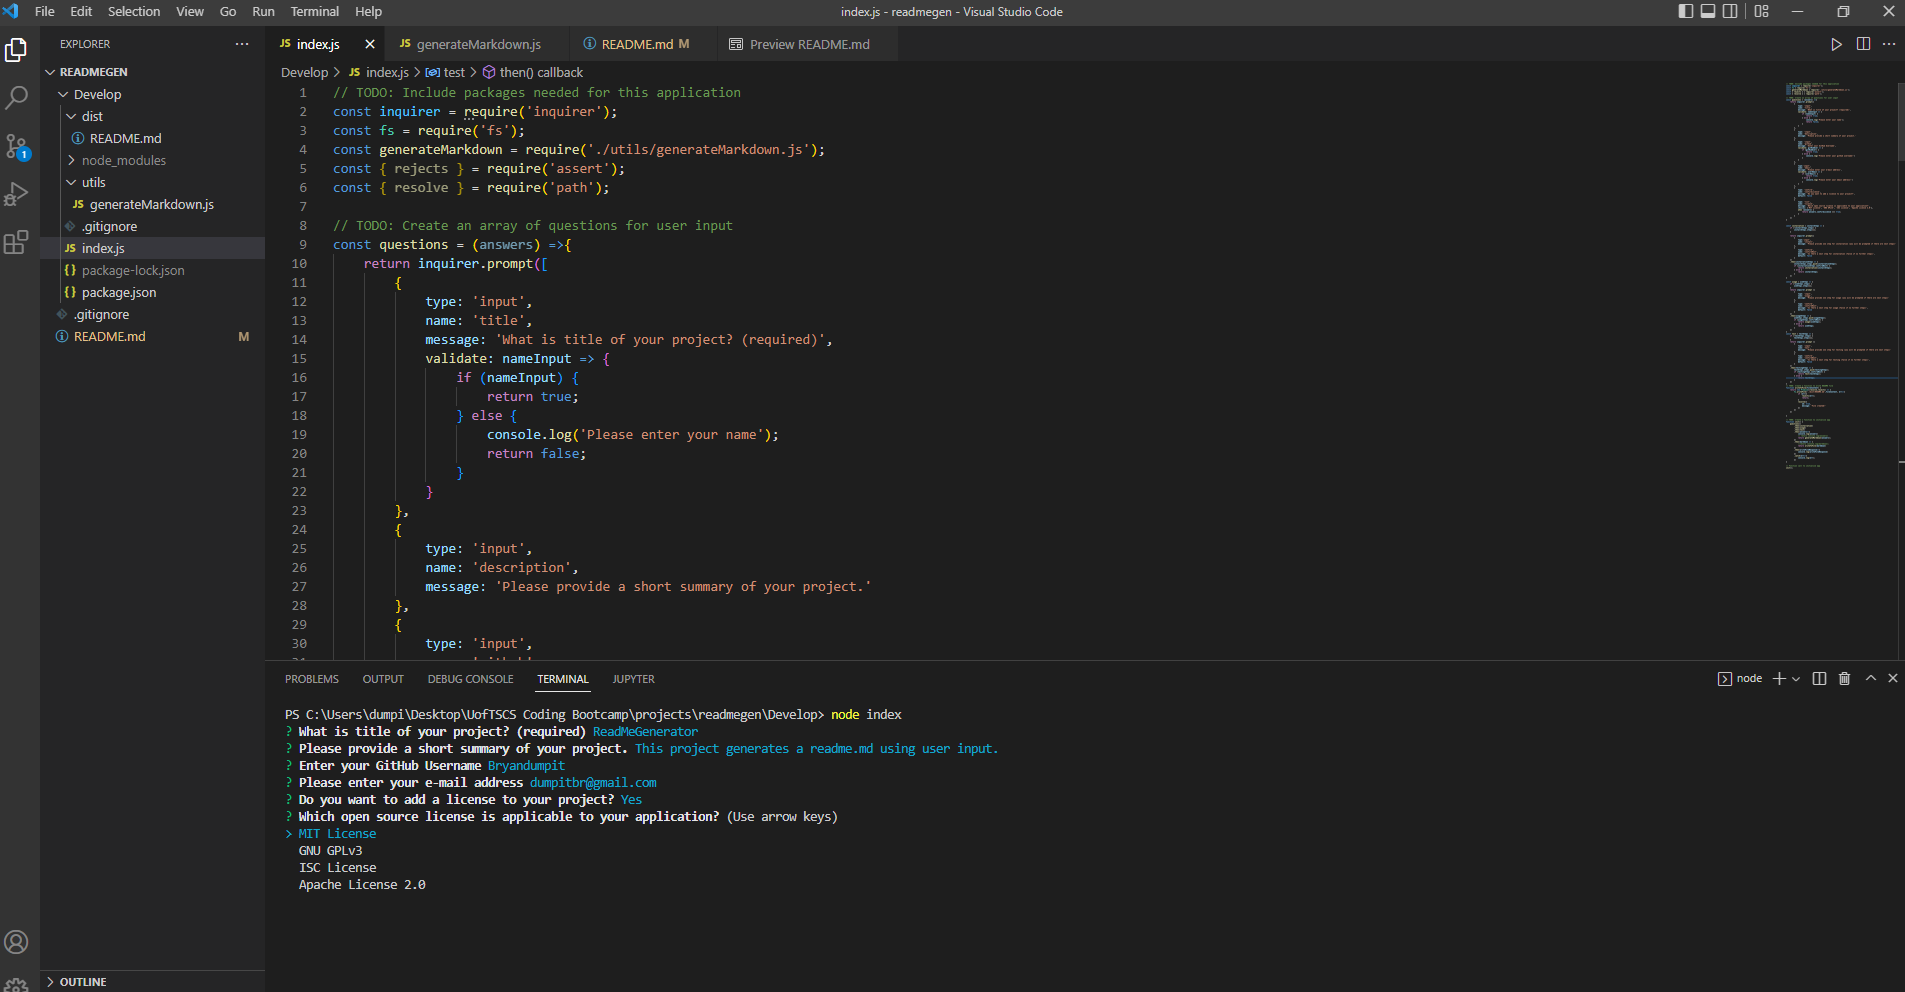 File Edit Selection View Go Run Terminal Help
index.js - readmegen - Visual Studio Code
EXPLORER
READMEGEN
Develop
dist
README.md
node_modules
utils
JS generateMarkdown.js
.gitignore
JS index.js
{} package-lock.json
{} package.json
.gitignore
README.md M
OUTLINE
1
JS index.js
JS generateMarkdown.js
README.md M
Preview README.md
Develop > JS index.js > test > then() callback
1 // TODO: Include packages needed for this application
2 const inquirer = require('inquirer');
3 const fs = require('fs');
4 const generateMarkdown = require('./utils/generateMarkdown.js');
5 const { rejects } = require('assert');
6 const { resolve } = require('path');
7
8 // TODO: Create an array of questions for user input
9 const questions = (answers) =>{
10 return inquirer.prompt([
11 {
12 type: 'input',
13 name: 'title',
14 message: 'What is title of your project? (required)',
15 validate: nameInput => {
16 if (nameInput) {
17 return true;
18 } else {
19 console.log('Please enter your name');
20 return false;
21 }
22 }
23 },
24 {
25 type: 'input',
26 name: 'description',
27 message: 'Please provide a short summary of your project.'
28 },
29 {
30 type: 'input',
PROBLEMS OUTPUT DEBUG CONSOLE TERMINAL JUPYTER
node
PS C:\Users\dumpi\Desktop\UofTSCS Coding Bootcamp\projects\readmegen\Develop> node index
? What is title of your project? (required) ReadMeGenerator
? Please provide a short summary of your project. This project generates a readme.md using user input.
? Enter your GitHub Username Bryandumpit
? Please enter your e-mail address dumpitbr@gmail.com
? Do you want to add a license to your project? Yes
? Which open source license is applicable to your application? (Use arrow keys)
> MIT License
GNU GPLv3
ISC License
Apache License 2.0